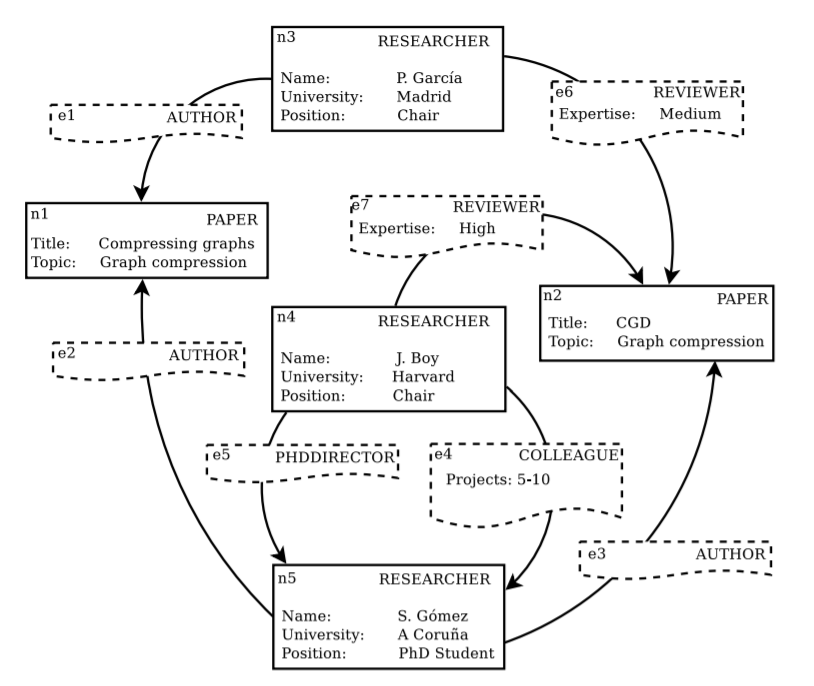 n3 RESEARCHER
Name: P. García
University: Madrid
Position: Chair
e1 AUTHOR
e6 REVIEWER
Expertise: Medium
n1 PAPER
Title: Compressing graphs
Topic: Graph compression
e7 REVIEWER
Expertise: High
n2 PAPER
Title: CGD
Topic: Graph compression
n4 RESEARCHER
Name: J. Boy
University: Harvard
Position: Chair
e2 AUTHOR
e5 PHDDIRECTOR
e4 COLLEAGUE
Projects: 5-10
e3 AUTHOR
n5 RESEARCHER
Name: S. Gómez
University: A Coruña
Position: PhD Student